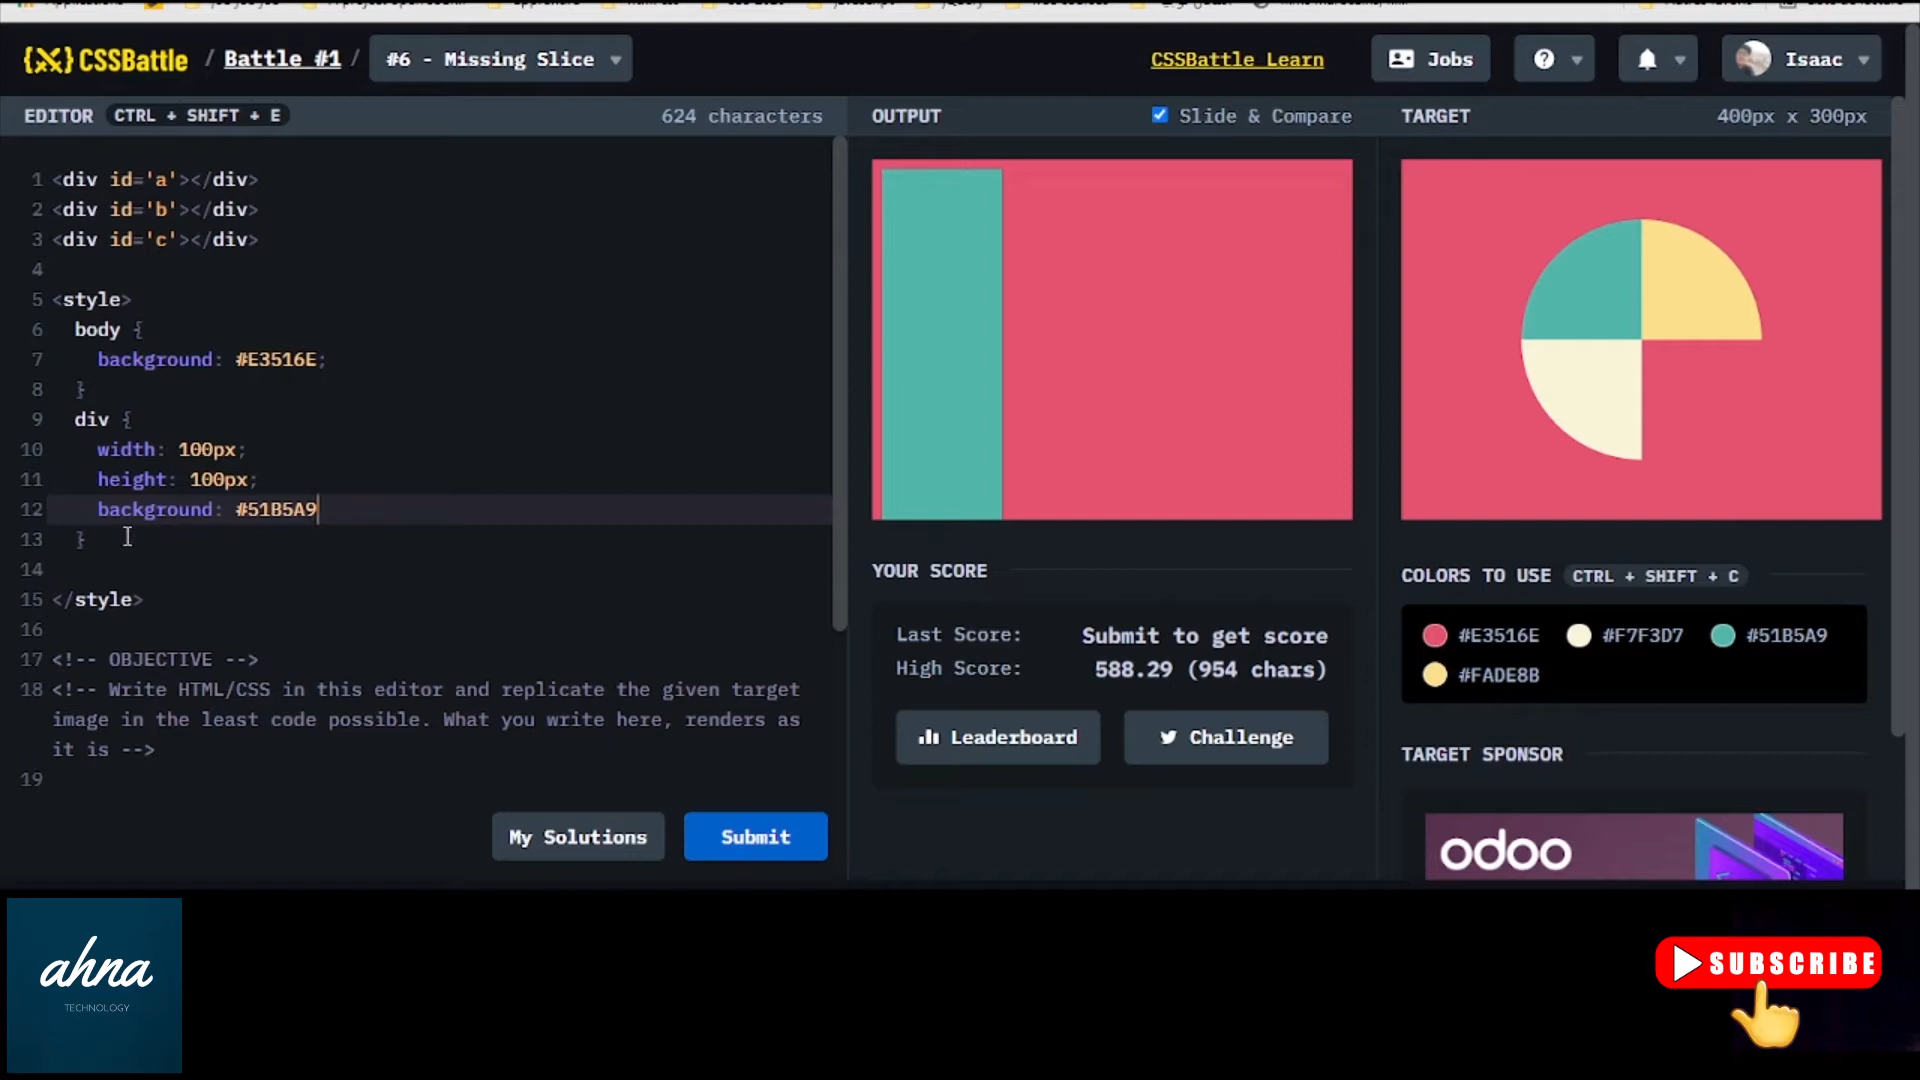 {X} CSSBattle / Battle #1 / #6 - Missing Slice
CSSBattle Learn
Jobs
Isaac
EDITOR CTRL + SHIFT + E 624 characters
OUTPUT Slide & Compare
TARGET 400px x 300px
1 <div id='a'></div>
2 <div id='b'></div>
3 <div id='c'></div>
4
5 <style>
6 body {
7 background: #E3516E;
8 }
9 div {
10 width: 100px;
11 height: 100px;
12 background: #51B5A9
13 }
14
15 </style>
16
17 <!-- OBJECTIVE -->
18 <!-- Write HTML/CSS in this editor and replicate the given target
image in the least code possible. What you write here, renders as
it is -->
19
My Solutions
Submit
YOUR SCORE
Last Score: Submit to get score
High Score: 588.29 (954 chars)
Leaderboard
Challenge
COLORS TO USE CTRL + SHIFT + C
#E3516E #F7F3D7 #51B5A9
#FADE8B
TARGET SPONSOR
odoo
ahna
TECHNOLOGY
SUBSCRIBE